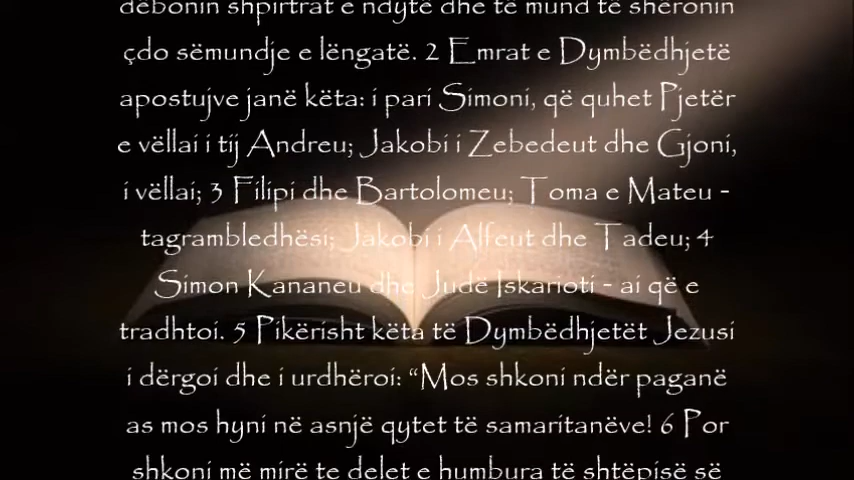 dëbonin shpirtrat e ndytë dhe të mund të shëronin
çdo sëmundje e lëngatë. 2 Emrat e Dymbëdhjetë
apostujve janë këta: i pari Simoni, që quhet Pjetër
e vëllai i tij Andreu; Jakobi i Zebedeut dhe Gjoni,
i vëllai; 3 Filipi dhe Bartolomeu; Toma e Mateu -
tagrambledhësi; Jakobi i Alfeut dhe Tadeu; 4
Simon Kananeu dhe Judë Iskarioti - ai që e
tradhtoi. 5 Pikërisht këta të Dymbëdhjetët Jezusi
i dërgoi dhe i urdhëroi: “Mos shkoni ndër paganë
as mos hyni në asnjë qytet të samaritanëve! 6 Por
shkoni më mirë te delet e humbura të shtëpisë së